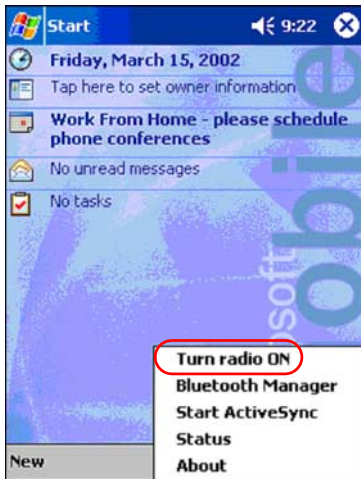 Start 9:22
Friday, March 15, 2002
Tap here to set owner information
Work From Home - please schedule
phone conferences
No unread messages
No tasks
Turn radio ON
Bluetooth Manager
Start ActiveSync
Status
About
New